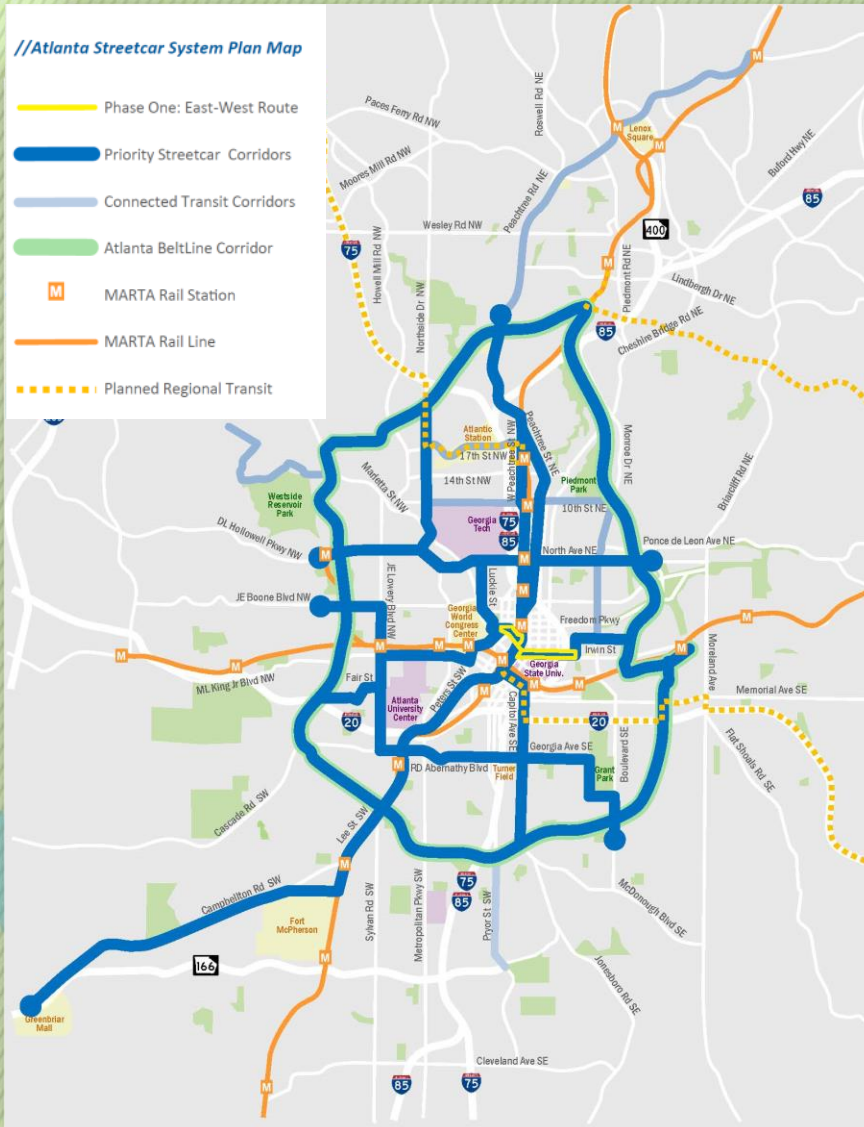 //Atlanta Streetcar System Plan Map
Phase One: East-West Route
Priority Streetcar Corridors
Connected Transit Corridors
Atlanta BeltLine Corridor
M
MARTA Rail Station
MARTA Rail Line
Planned Regional Transit
Paces Ferry Rd NW
Roswell Rd NE
M
M
Lenox
Square
M
Buford Hwy NE
Moores Mill Rd NW
Peachtree Rd NE
85
Wesley Rd NW
400
75
Howell Mill Rd NW
Northside Dr NW
M
Piedmont Rd NE
Lindbergh Dr NE
85
Cheshire Bridge Rd NE
Atlantic
Station
17th St NW
14th St NW
W Peachtree St NW
Peachtree St NE
M
Marietta St NW
Westside
Reservoir
Park
Piedmont
Park
Monroe Dr NE
Briarcliff Rd NE
M
10th St NE
75
85
Georgia
Tech
DL Hollowell Pkwy NW
M
North Ave NE
M
Ponce de Leon Ave NE
JE Boone Blvd NW
JE Lowery Blvd NW
Luckie St
M
Georgia
World
Congress
Center
M
Freedom Pkwy
Irwin St
M
M
M
M
M
M
M
M
M
M
Georgia
State Univ.
Moreland Ave
ML King Jr Blvd NW
Fair St
Atlanta
University
Center
Peters St SW
Capitol Ave SE
Memorial Ave SE
20
20
Georgia Ave SE
Boulevard SE
Flat Shoals Rd SE
RD Abernathy Blvd
Turner
Field
Grant
Park
M
Cascade Rd SW
Lee St SW
M
Campbellton Rd SW
Fort
McPherson
Sylvan Rd SW
Metropolitan Pkwy SW
75
85
Pryor St SW
McDonough Blvd SE
M
166
Jonesboro Rd SE
Greenbriar
Mall
Cleveland Ave SE
M
85
75